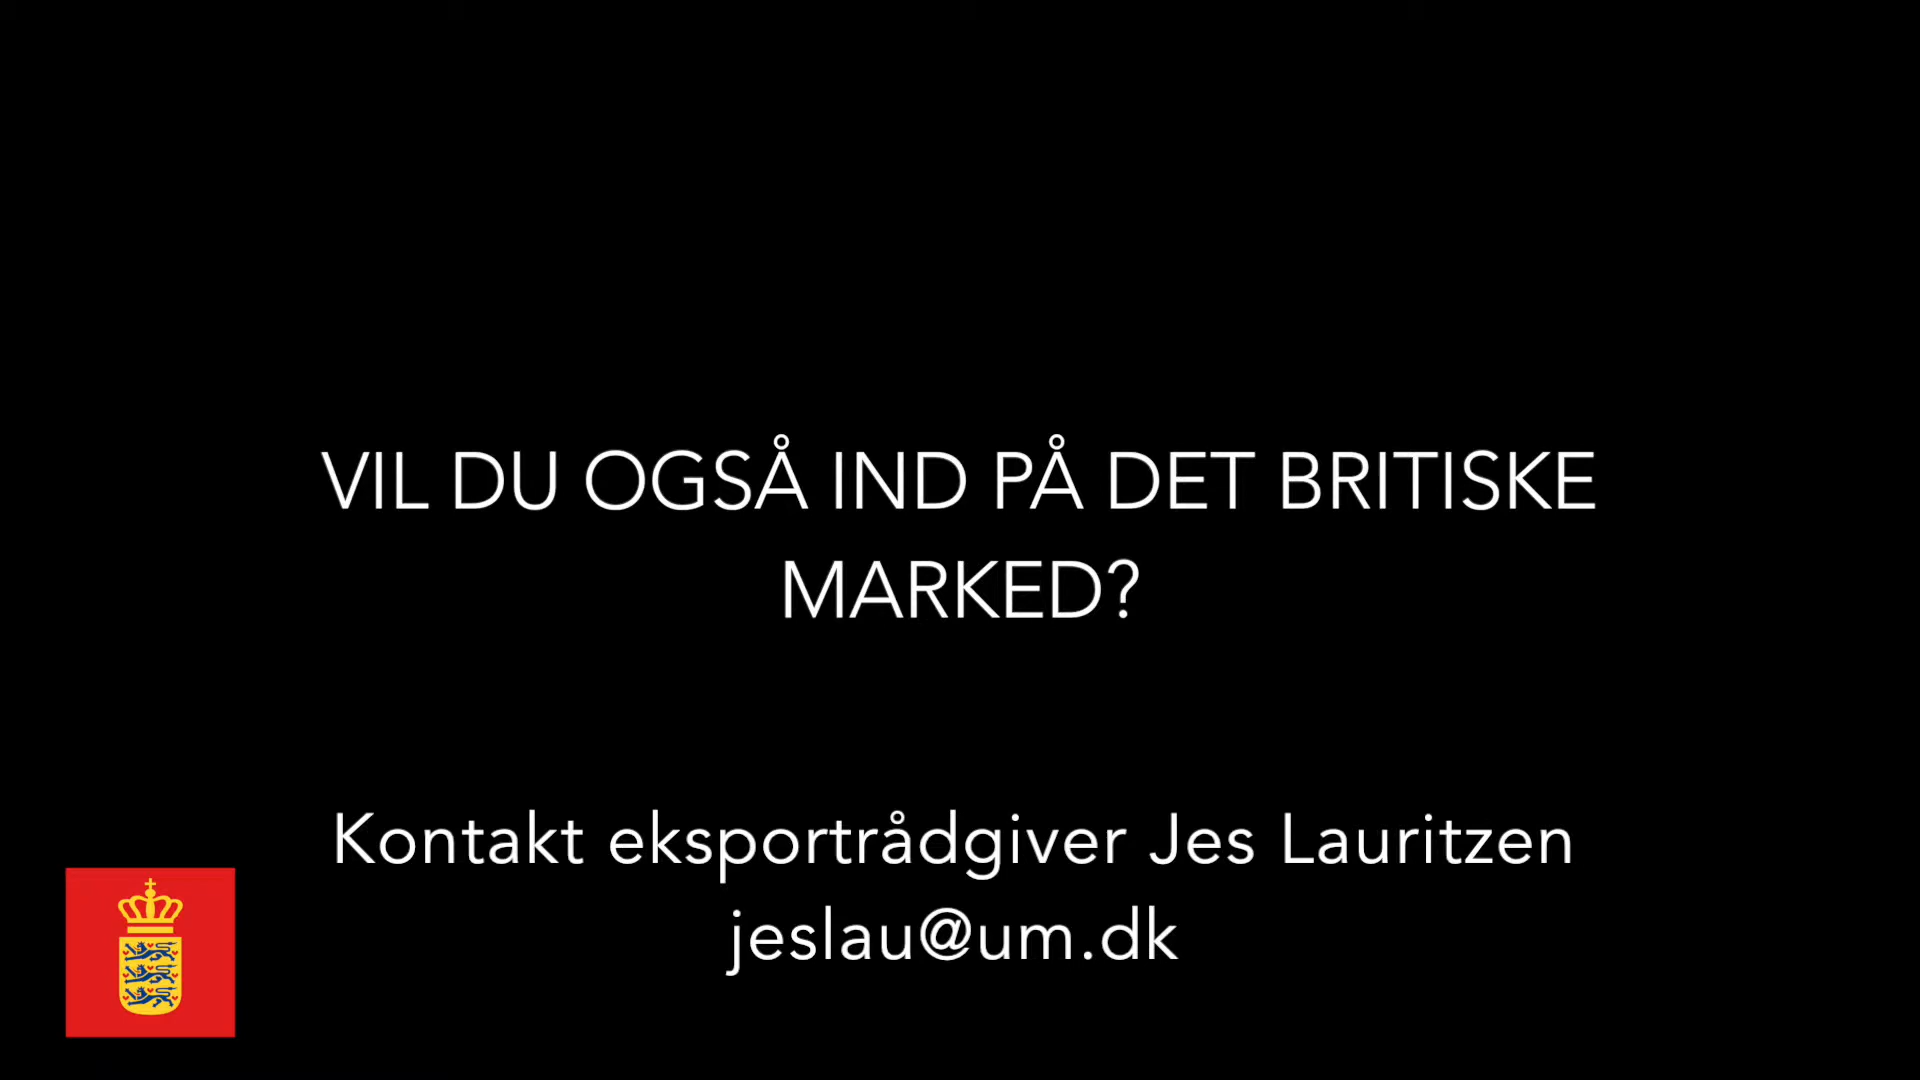 VIL DU OGSÅ IND PÅ DET BRITISKE
MARKED?
Kontakt eksportrådgiver Jes Lauritzen
jeslau@um.dk